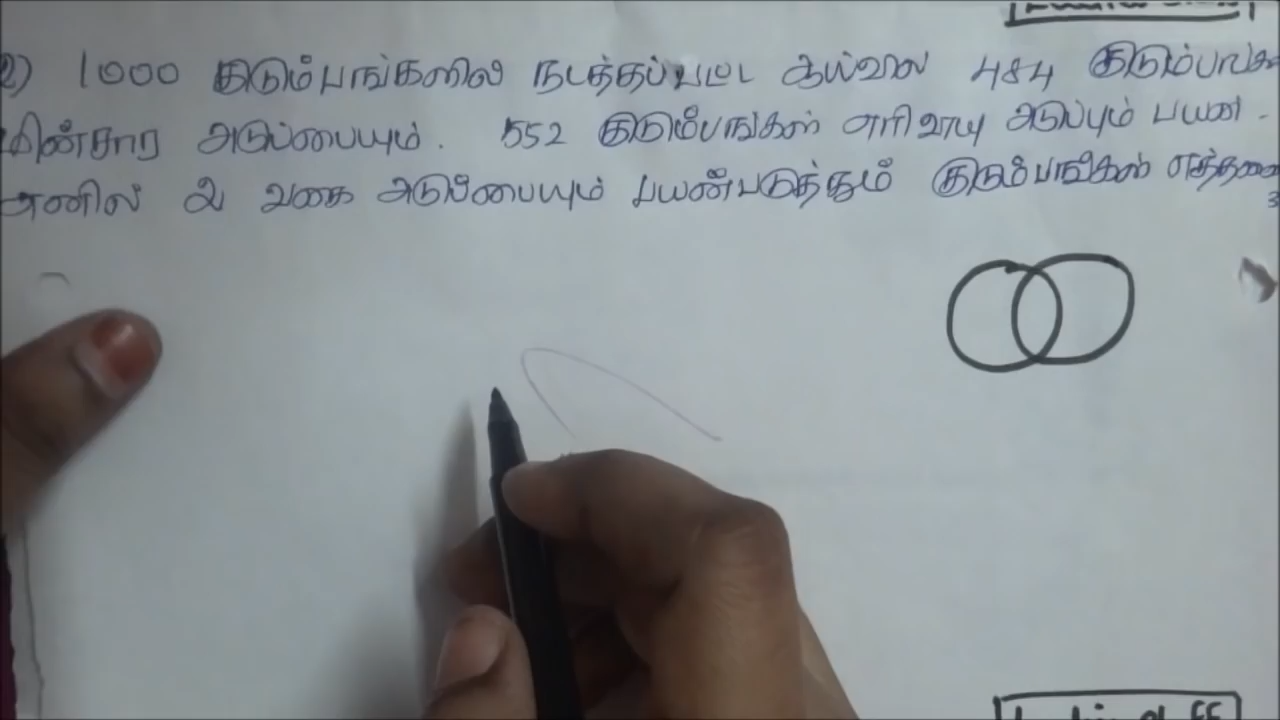 2) 1000 குடும்பங்களில் நடத்தப்பட்ட ஆய்வில் 484 குடும்பங்க
மின்சார அடுப்பையும். 552 குடும்பங்கள் எரிவாயு அடுப்பும் பயன் -
எனில் 2 வகை அடுப்பையும் பயன்படுத்தும் குடும்பங்கள் எத்தனை